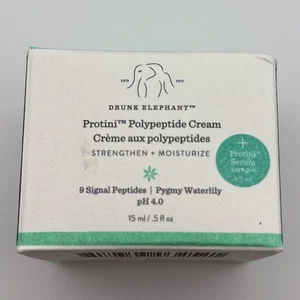 DRUNK ELEPHANT™
Protini™ Polypeptide Cream
Crème aux polypeptides
STRENGTHEN + MOISTURIZE
9 Signal Peptides | Pygmy Waterlily
pH 4.0
15 ml / .5 fl oz
+
Protini™
Serum
Sample